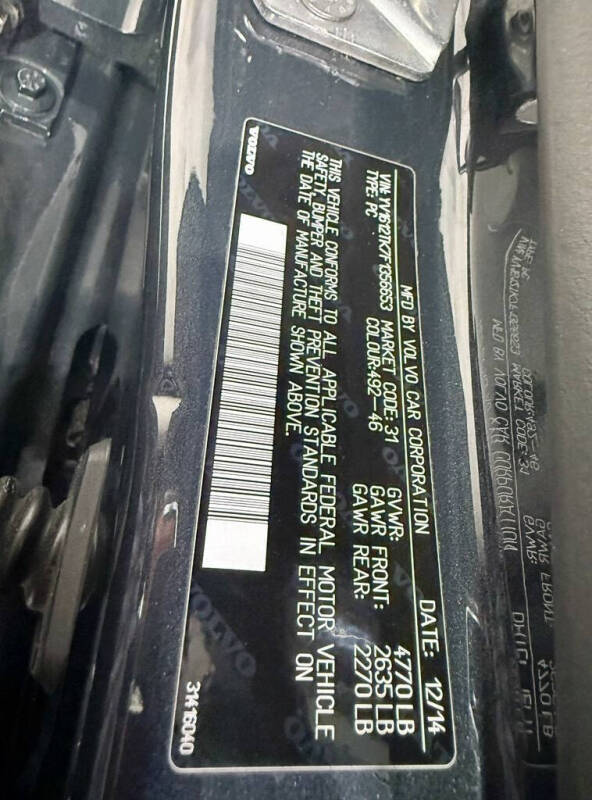 MFD BY VOLVO CAR CORPORATION DATE: 12/14
VIN: YV1612TK7F1356653 MARKET CODE: 31 GVWR: 4770 LB
TYPE: PC COLOUR: 492-46 GAWR FRONT: 2635 LB
GAWR REAR: 2270 LB
THIS VEHICLE CONFORMS TO ALL APPLICABLE FEDERAL MOTOR VEHICLE
SAFETY, BUMPER AND THEFT PREVENTION STANDARDS IN EFFECT ON
THE DATE OF MANUFACTURE SHOWN ABOVE.
VOLVO
31416040